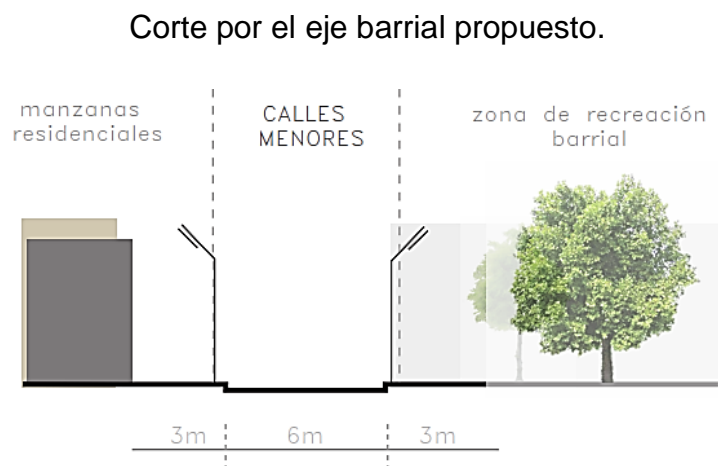 Corte por el eje barrial propuesto.
manzanas
residenciales
CALLES
MENORES
zona de recreación
barrial
3m
6m
3m